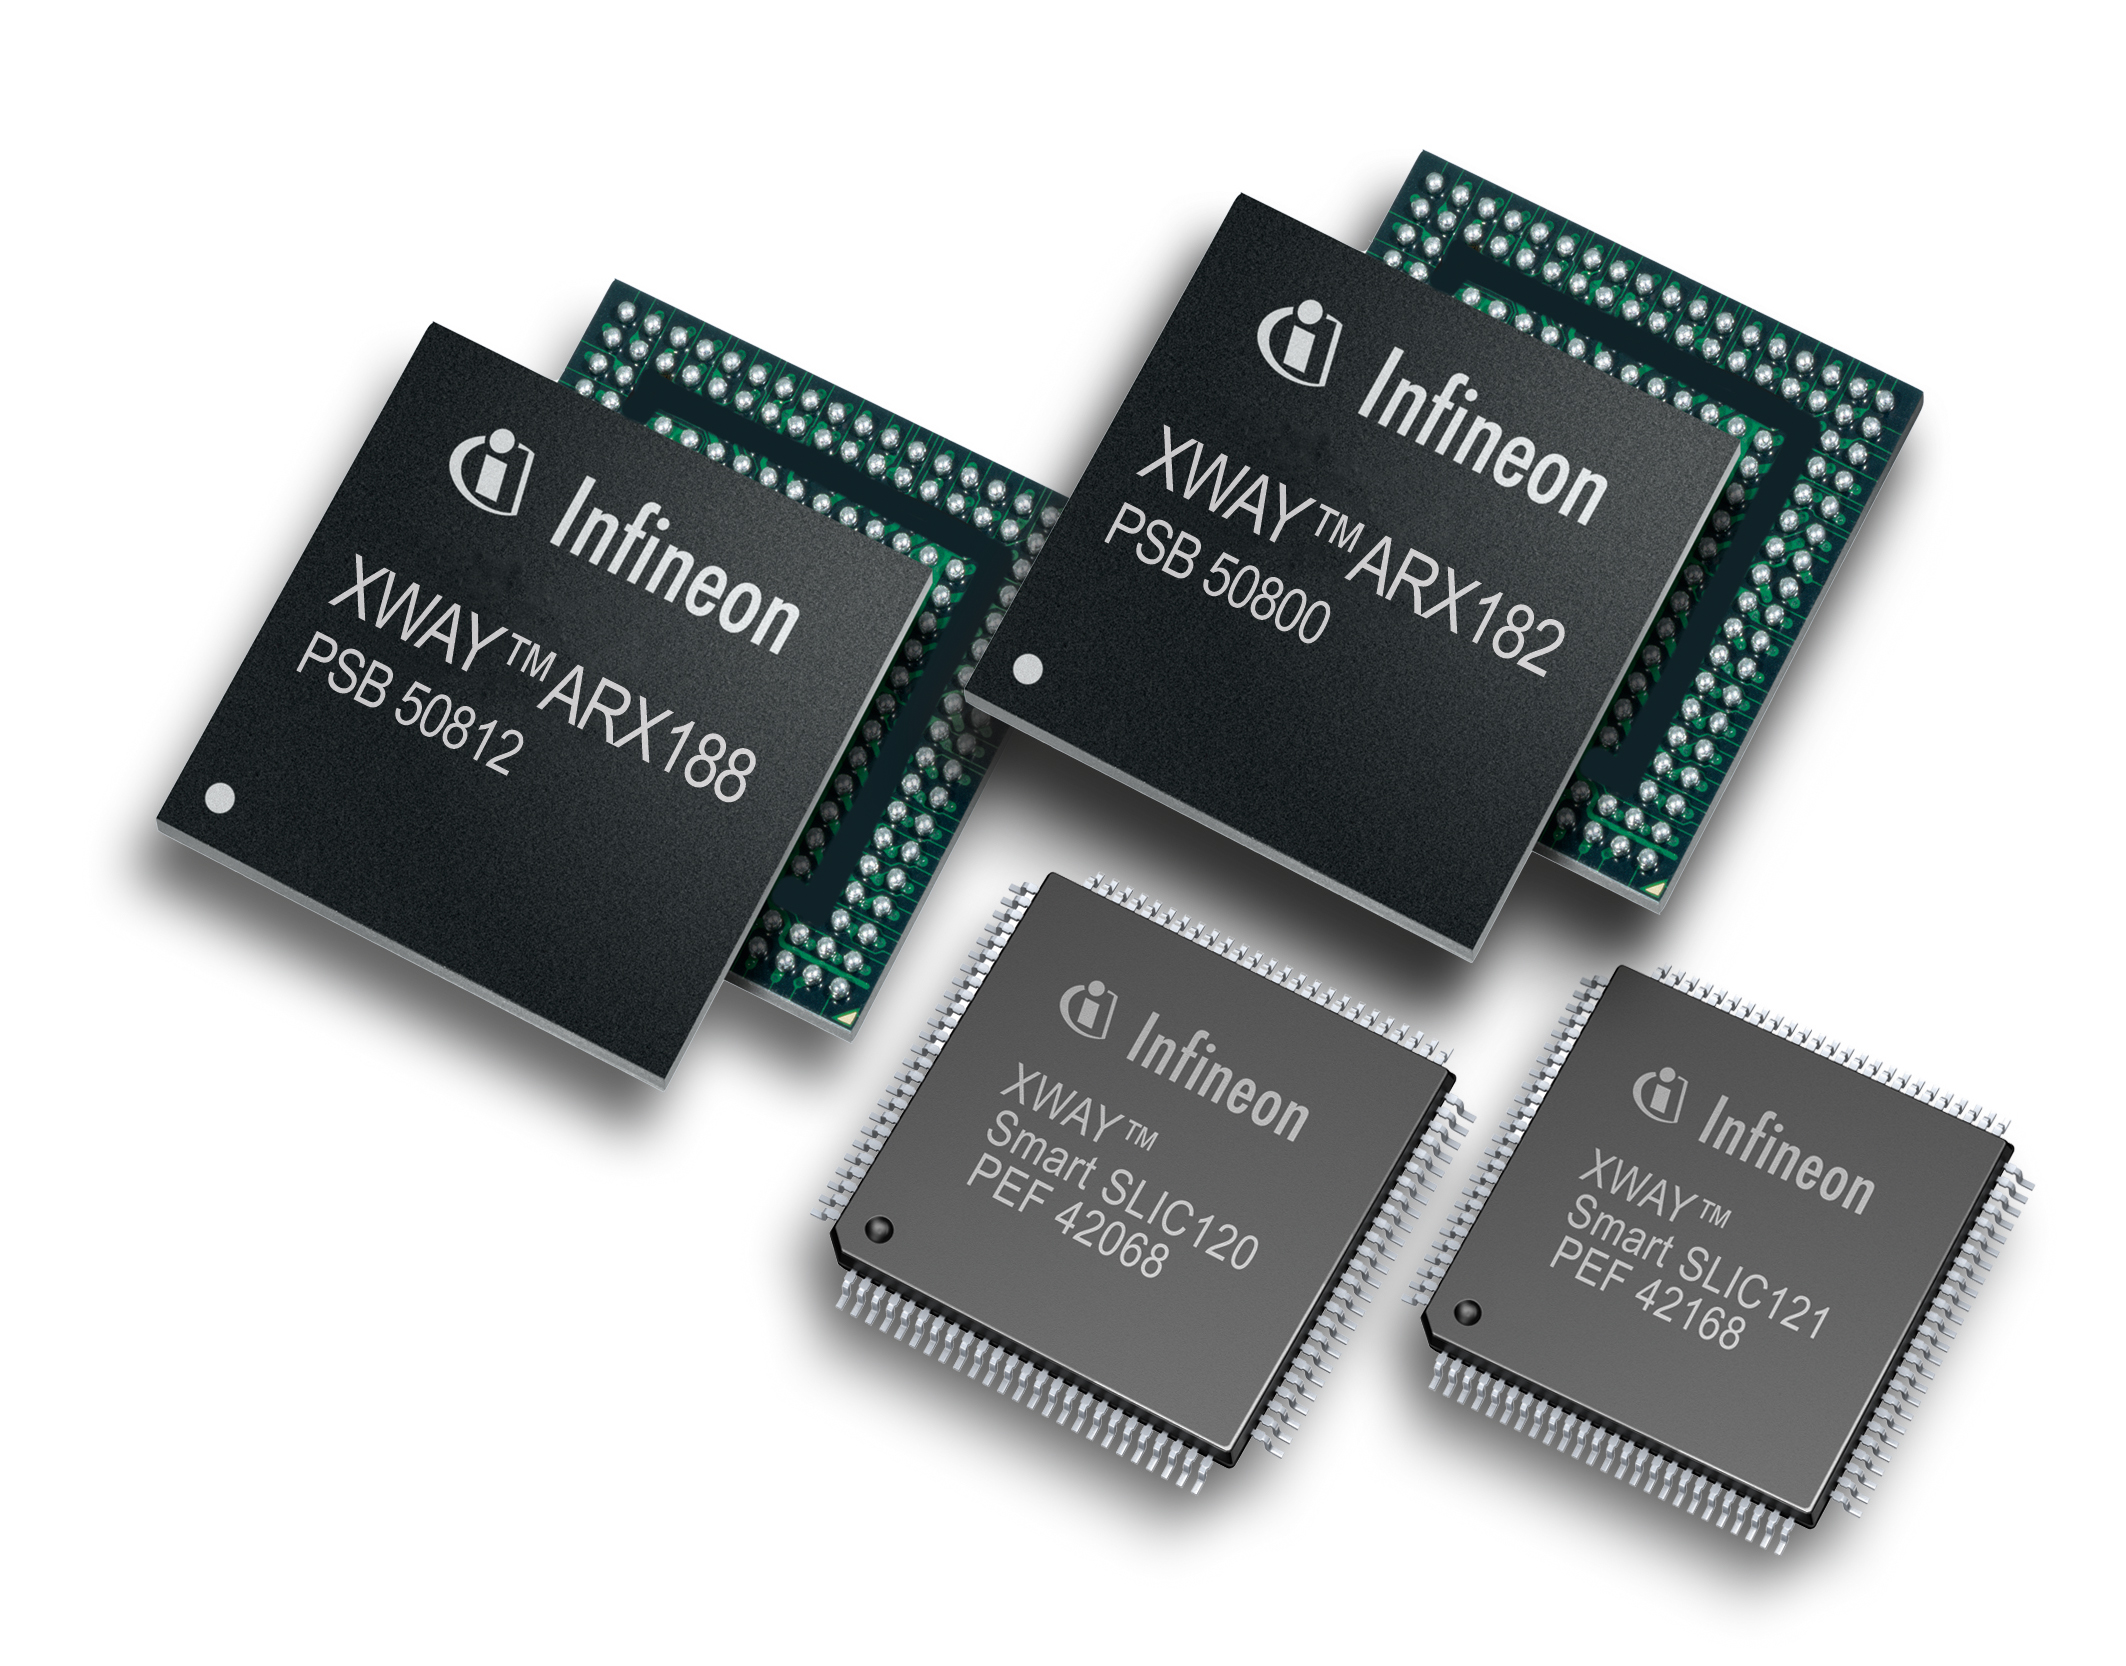 Infineon
XWAY™ARX188
PSB 50812
Infineon
XWAY™ARX182
PSB 50800
Infineon
XWAY™
Smart SLIC120
PEF 42068
Infineon
XWAY™
Smart SLIC121
PEF 42168